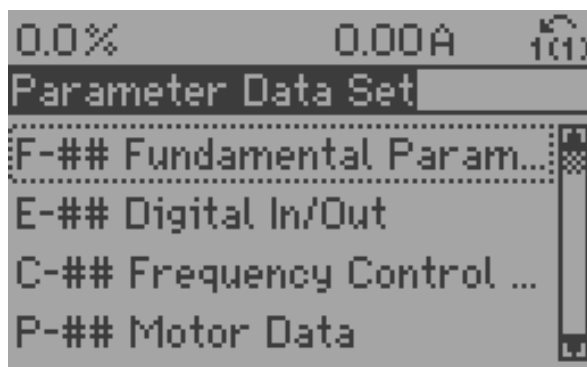 0.0% 0.00A 1(1)
Parameter Data Set
F-## Fundamental Param...
E-## Digital In/Out
C-## Frequency Control ...
P-## Motor Data